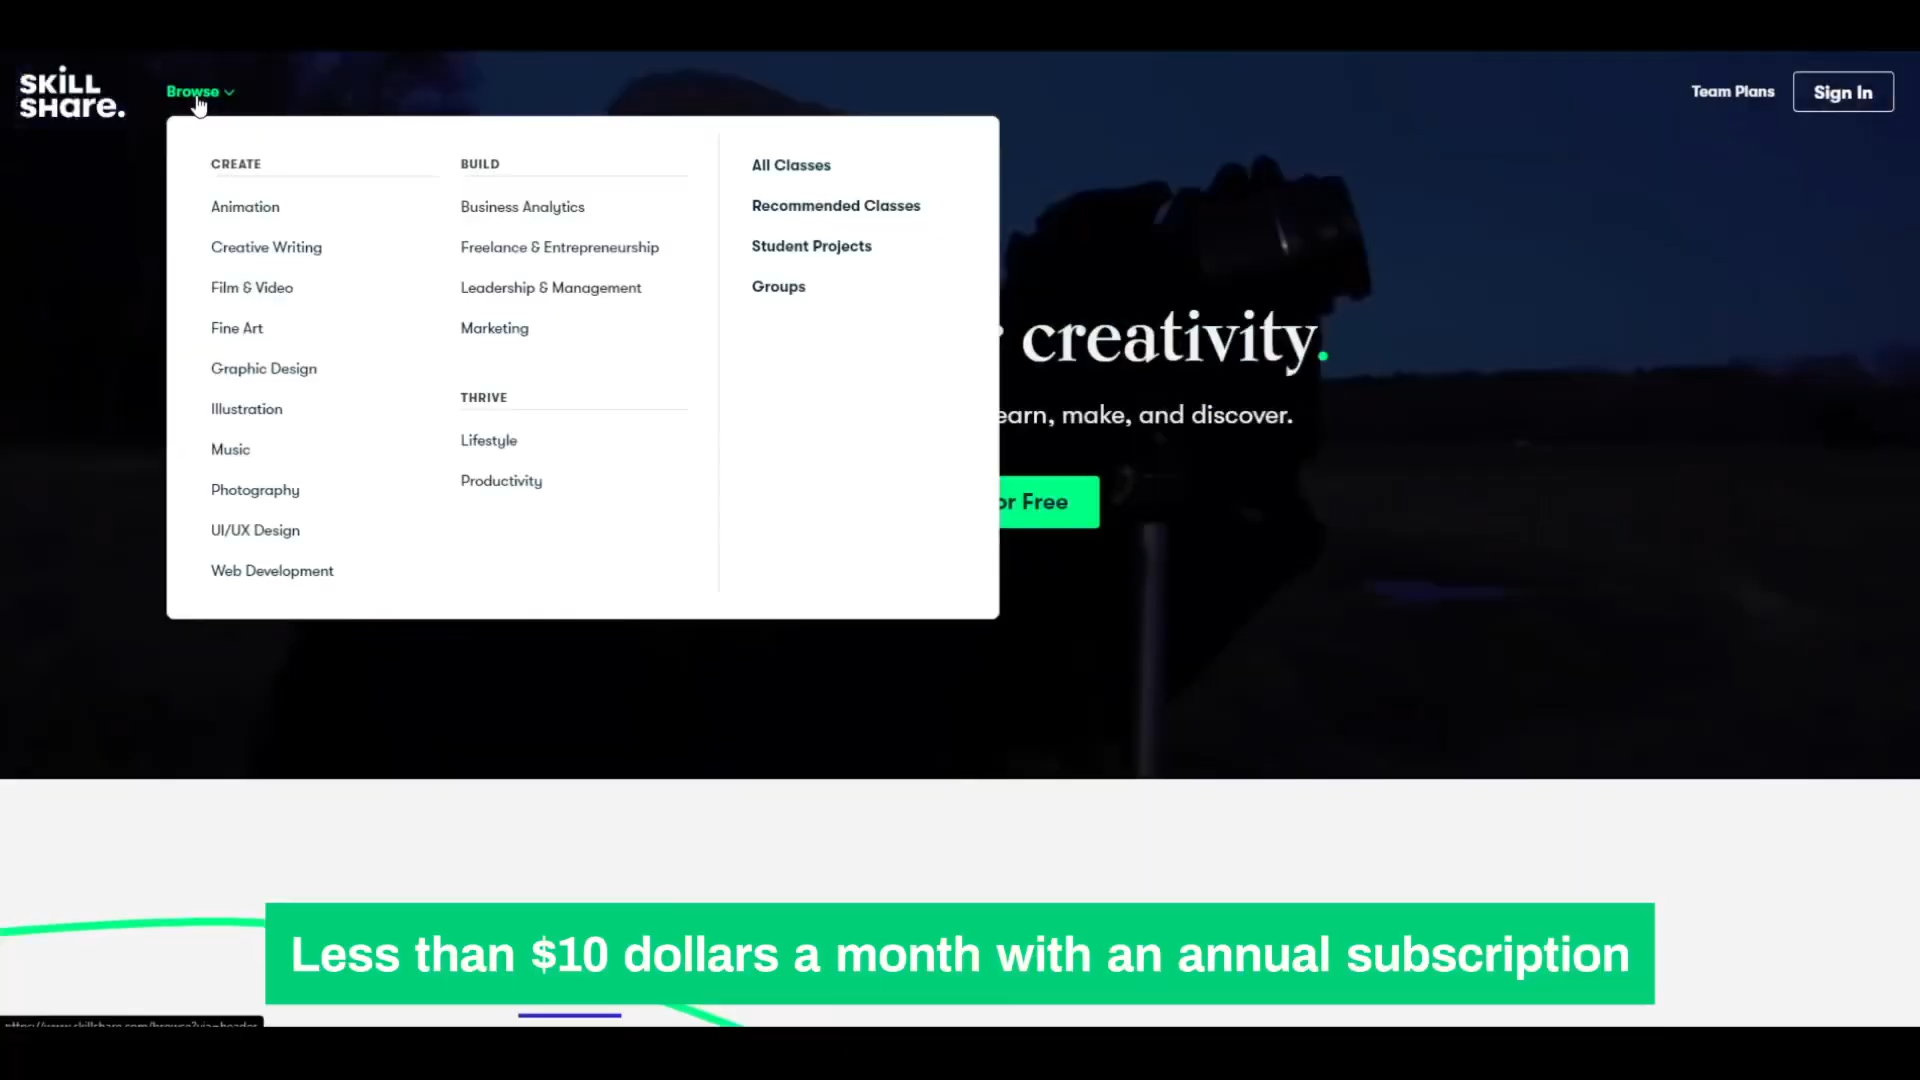 SKILL
SHARE.
Browse
Team Plans
Sign In
CREATE
Animation
Creative Writing
Film & Video
Fine Art
Graphic Design
Illustration
Music
Photography
UI/UX Design
Web Development
BUILD
Business Analytics
Freelance & Entrepreneurship
Leadership & Management
Marketing
THRIVE
Lifestyle
Productivity
All Classes
Recommended Classes
Student Projects
Groups
creativity.
earn, make, and discover.
or Free
Less than $10 dollars a month with an annual subscription